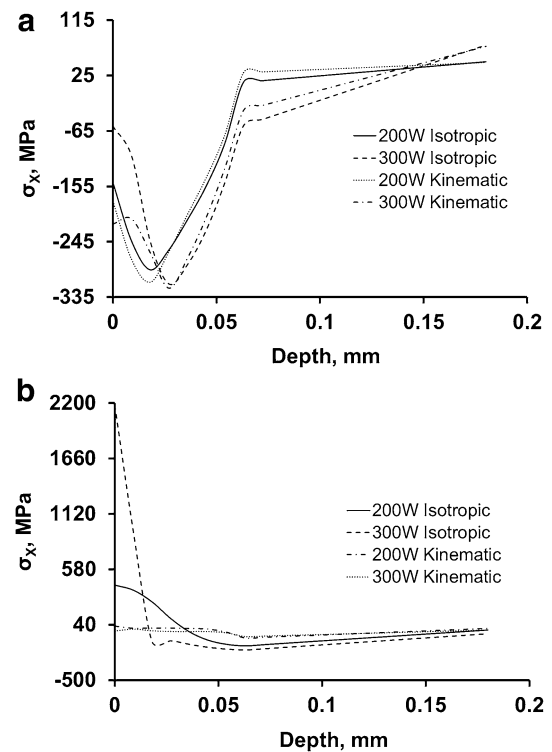 a
115
25
-65
-155
-245
-335
σX, MPa
200W Isotropic
300W Isotropic
200W Kinematic
300W Kinematic
0
0.05
0.1
0.15
0.2
Depth, mm
b
2200
1660
1120
580
40
-500
σX, MPa
200W Isotropic
300W Isotropic
200W Kinematic
300W Kinematic
0
0.05
0.1
0.15
0.2
Depth, mm